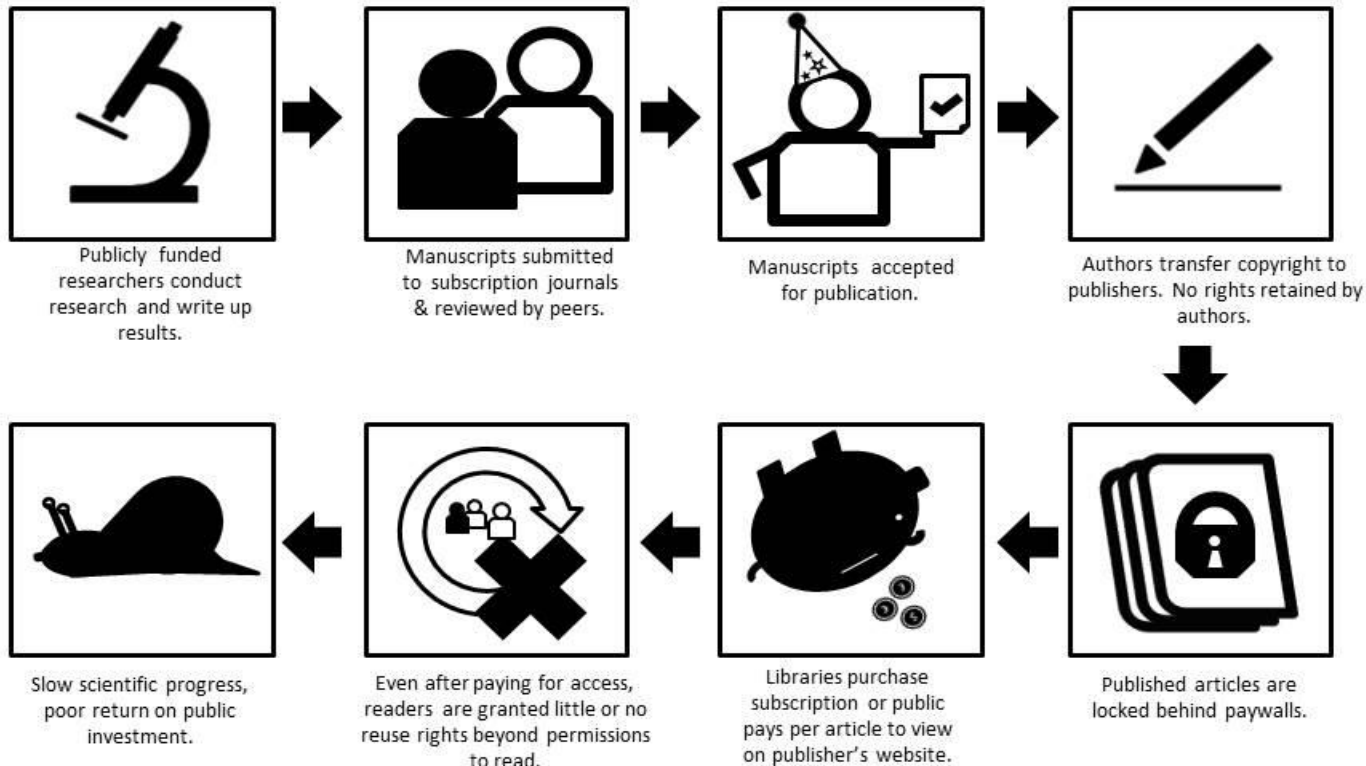 Publicly funded
researchers conduct
research and write up
results.
Manuscripts submitted
to subscription journals
& reviewed by peers.
Manuscripts accepted
for publication.
Authors transfer copyright to
publishers. No rights retained by
authors.
Published articles are
locked behind paywalls.
Libraries purchase
subscription or public
pays per article to view
on publisher's website.
Even after paying for access,
readers are granted little or no
reuse rights beyond permissions
to read.
Slow scientific progress,
poor return on public
investment.